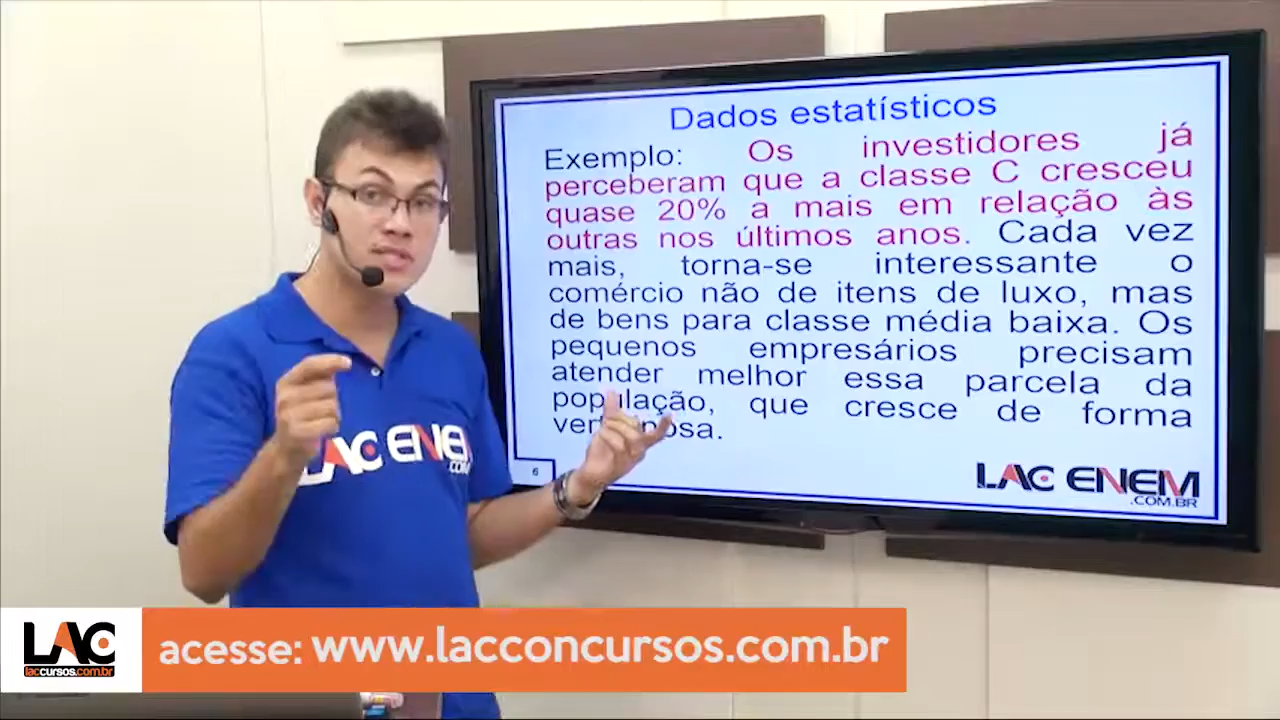 Dados estatísticos
Exemplo: Os investidores já
perceberam que a classe C cresceu
quase 20% a mais em relação às
outras nos últimos anos. Cada vez
mais, torna-se interessante o
comércio não de itens de luxo, mas
de bens para classe média baixa. Os
pequenos empresários precisam
atender melhor essa parcela da
população, que cresce de forma
6
LAC ENEM
.COM.BR
LAC ENEM
.COM
LAC
laccursos.com.br
acesse: www.lacconcursos.com.br